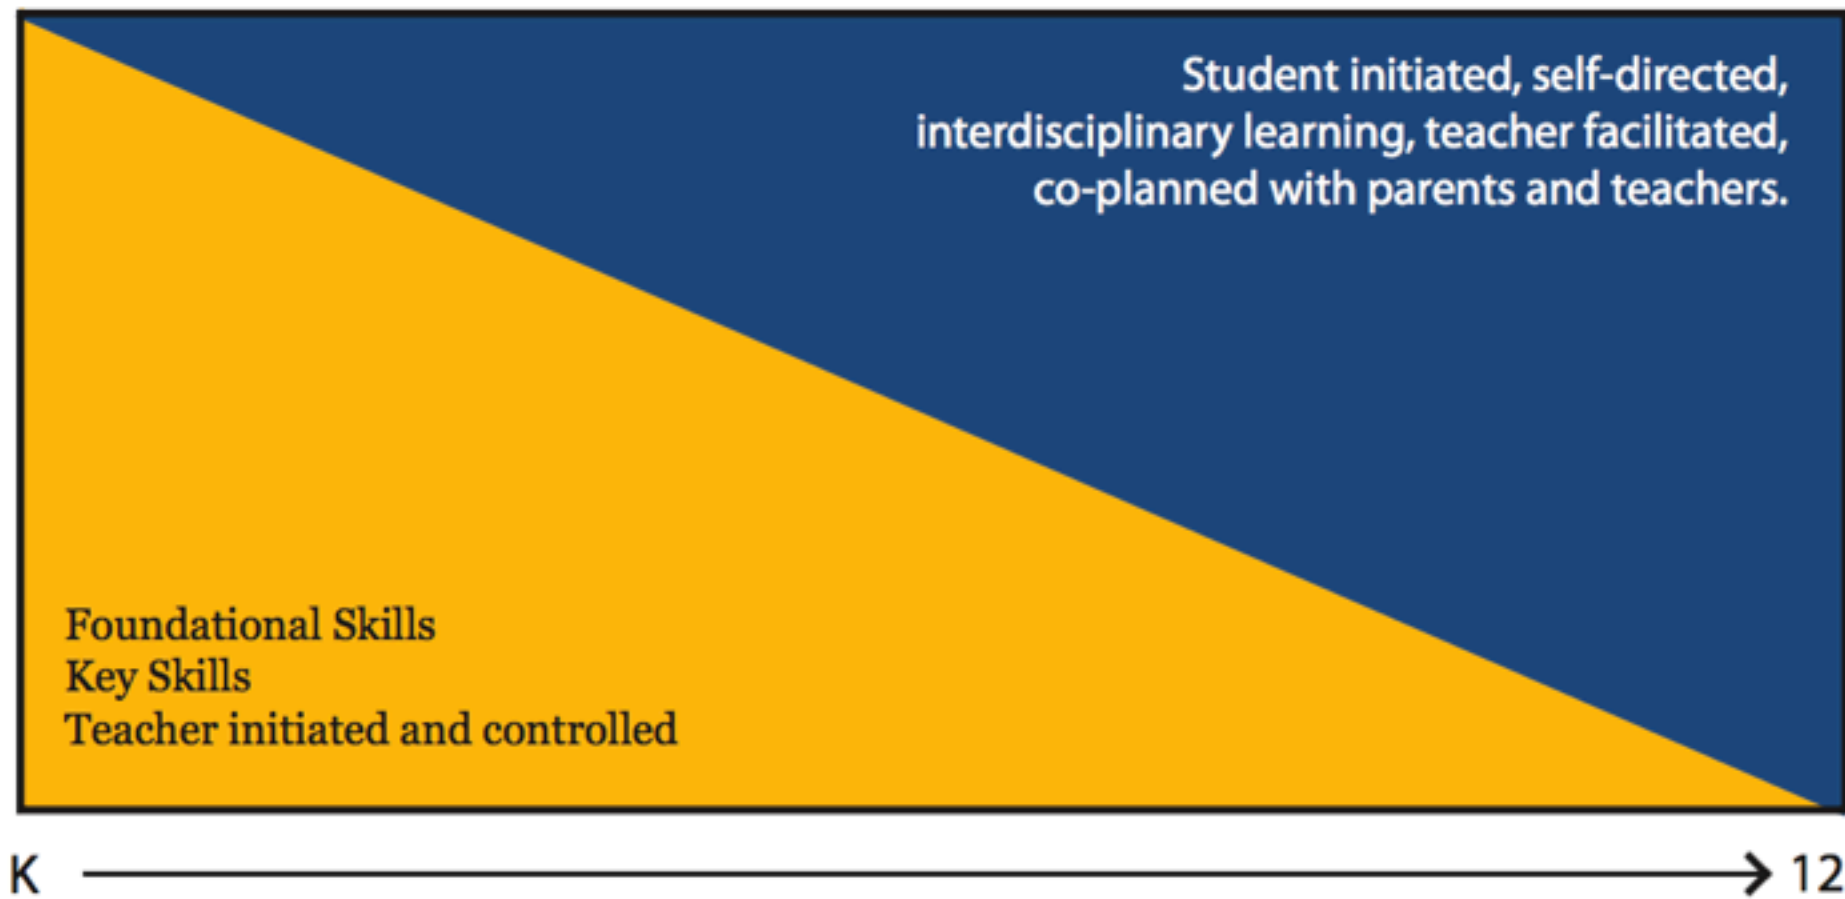 Student initiated, self-directed,
interdisciplinary learning, teacher facilitated,
co-planned with parents and teachers.
Foundational Skills
Key Skills
Teacher initiated and controlled
K 12